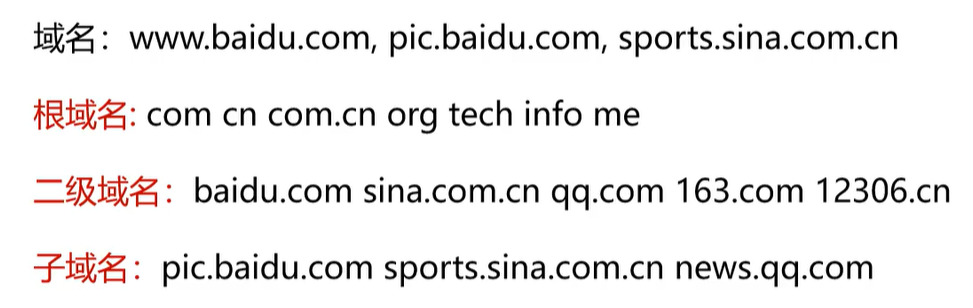 域名：www.baidu.com, pic.baidu.com, sports.sina.com.cn
根域名: com cn com.cn org tech info me
二级域名：baidu.com sina.com.cn qq.com 163.com 12306.cn
子域名：pic.baidu.com sports.sina.com.cn news.qq.com